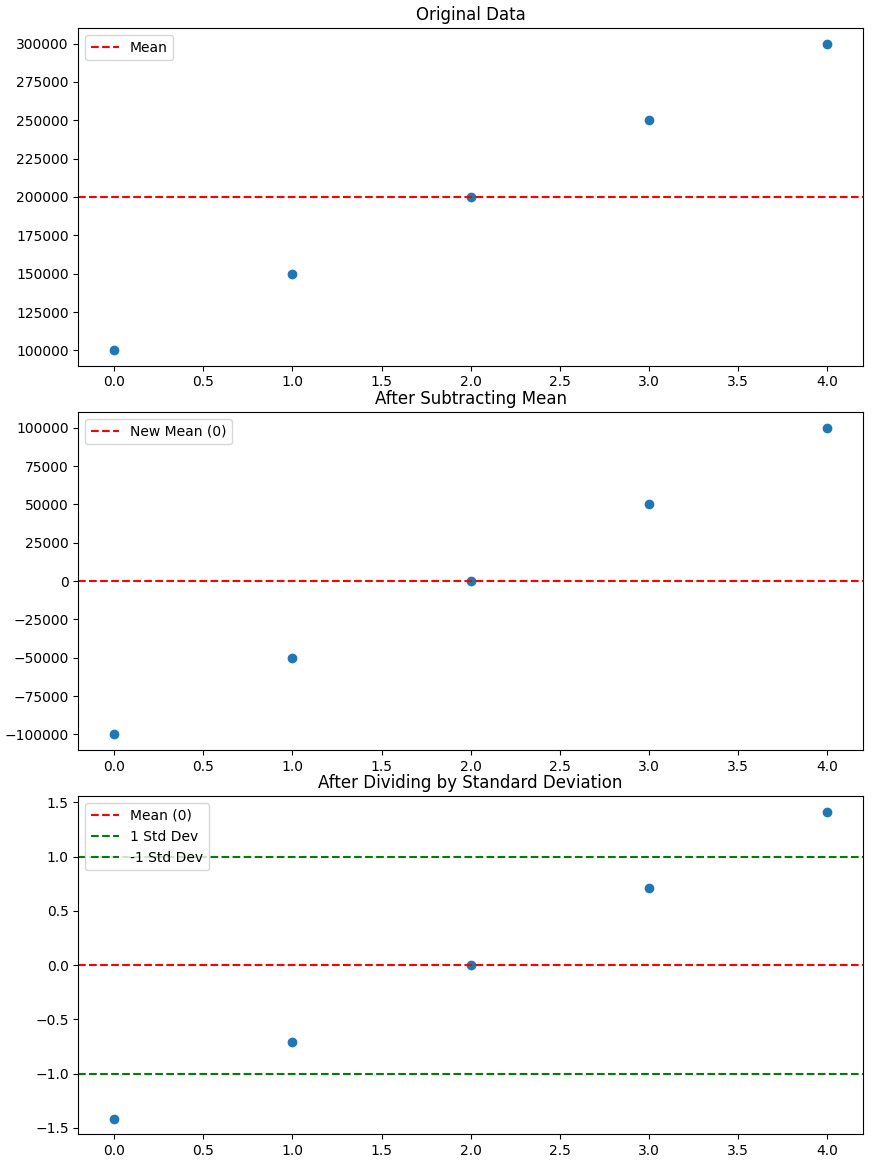 Original Data
Mean
300000
275000
250000
225000
200000
175000
150000
125000
100000
0.0 0.5 1.0 1.5 2.0 2.5 3.0 3.5 4.0
After Subtracting Mean
New Mean (0)
100000
75000
50000
25000
0
−25000
−50000
−75000
−100000
0.0 0.5 1.0 1.5 2.0 2.5 3.0 3.5 4.0
After Dividing by Standard Deviation
Mean (0)
1 Std Dev
-1 Std Dev
1.5
1.0
0.5
0.0
−0.5
−1.0
−1.5
0.0 0.5 1.0 1.5 2.0 2.5 3.0 3.5 4.0